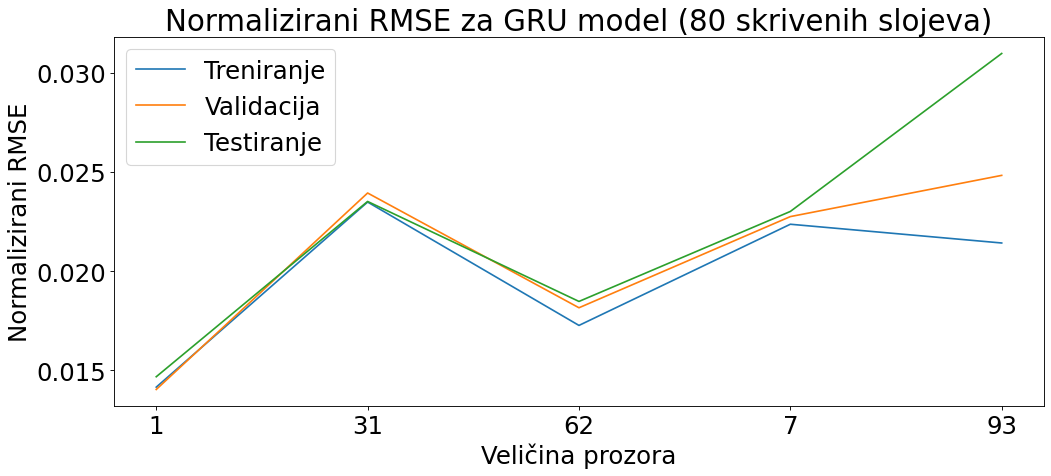 Normalizirani RMSE za GRU model (80 skrivenih slojeva)
Treniranje
Validacija
Testiranje
Normalizirani RMSE
0.030
0.025
0.020
0.015
1 31 62 7 93
Veličina prozora